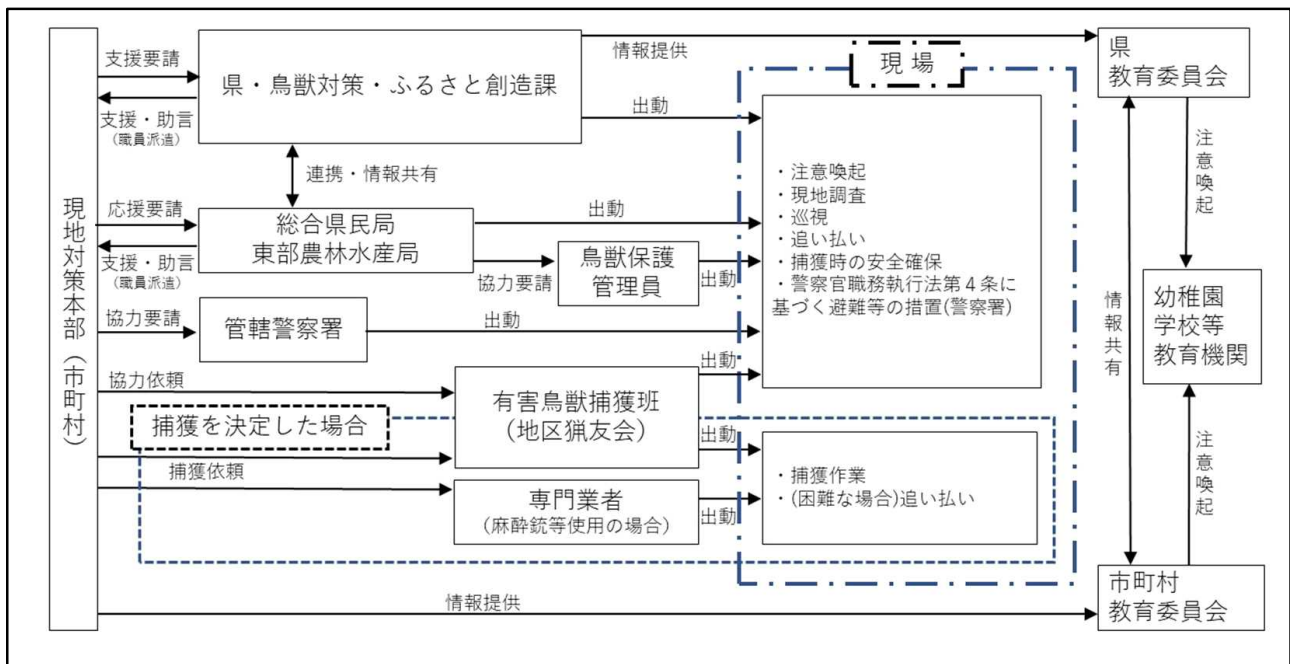 現地対策本部（市町村）
支援要請
支援・助言
(職員派遣)
県・鳥獣対策・ふるさと創造課
情報提供
出動
連携・情報共有
応援要請
支援・助言
(職員派遣)
総合県民局
東部農林水産局
出動
協力要請
鳥獣保護
管理員
出動
協力要請
管轄警察署
出動
協力依頼
有害鳥獣捕獲班
(地区猟友会)
出動
出動
捕獲を決定した場合
捕獲依頼
専門業者
(麻酔銃等使用の場合)
出動
情報提供
現 場
・注意喚起
・現地調査
・巡視
・追い払い
・捕獲時の安全確保
・警察官職務執行法第４条に
基づく避難等の措置(警察署)
・捕獲作業
・(困難な場合)追い払い
県
教育委員会
注意喚起
情報共有
幼稚園
学校等
教育機関
注意喚起
市町村
教育委員会